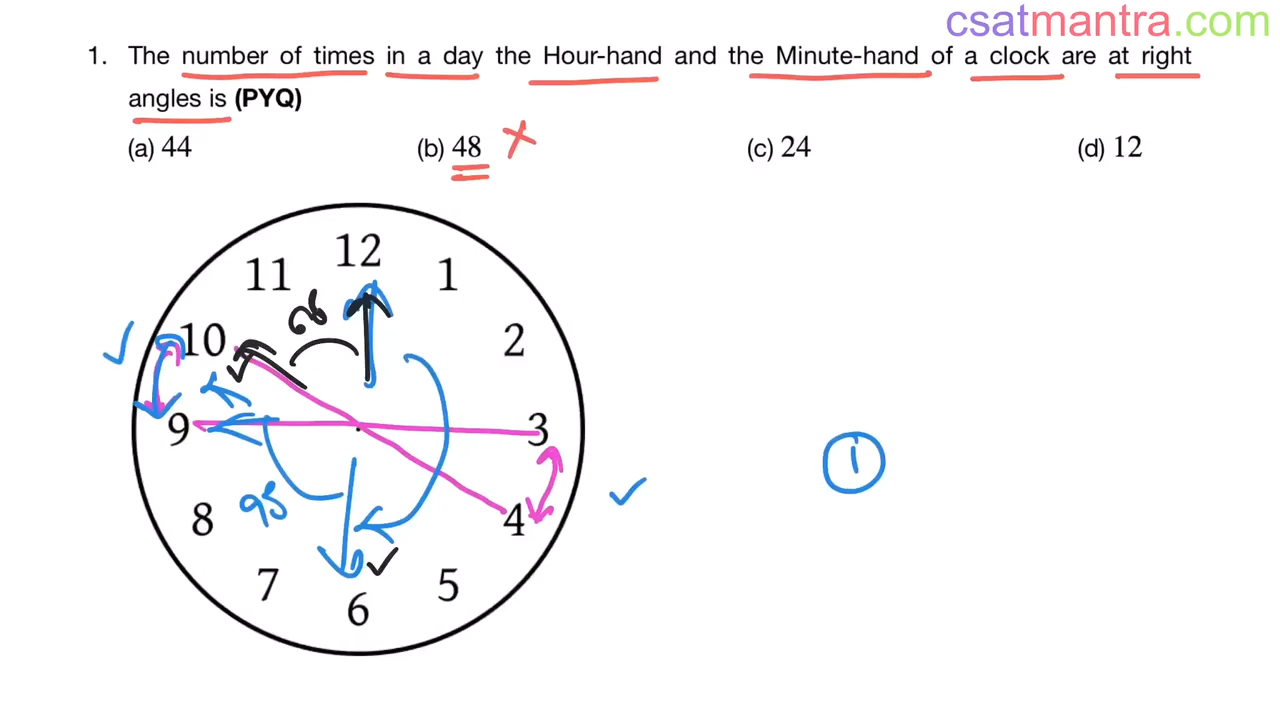 csatmantra.com
1. The number of times in a day the Hour-hand and the Minute-hand of a clock are at right
angles is (PYQ)
(a) 44 (b) 48 (c) 24 (d) 12
12
11 1
10 2
9 3
8 4
7 5
6
1